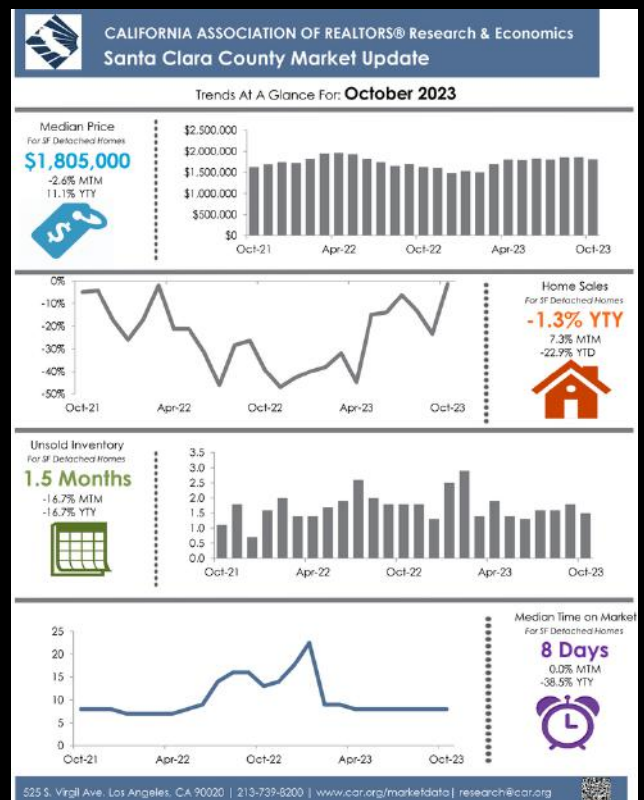 CALIFORNIA ASSOCIATION OF REALTORS® Research & Economics
Santa Clara County Market Update
Trends At A Glance For: October 2023
Median Price
For SF Detached Homes
$1,805,000
-2.6% MTM
11.1% YTY
$
$2,500,000
$2,000,000
$1,500,000
$1,000,000
$500,000
$0
Oct-21 Apr-22 Oct-22 Apr-23 Oct-23
0%
-10%
-20%
-30%
-40%
-50%
Oct-21 Apr-22 Oct-22 Apr-23 Oct-23
Home Sales
For SF Detached Homes
-1.3% YTY
7.3% MTM
-22.9% YTD
Unsold Inventory
For SF Detached Homes
1.5 Months
-16.7% MTM
-16.7% YTY
3.5
3.0
2.5
2.0
1.5
1.0
0.5
0.0
Oct-21 Apr-22 Oct-22 Apr-23 Oct-23
25
20
15
10
5
0
Oct-21 Apr-22 Oct-22 Apr-23 Oct-23
Median Time on Market
For SF Detached Homes
8 Days
0.0% MTM
-38.5% YTY
525 S. Virgil Ave. Los Angeles, CA 90020 | 213-739-8200 | www.car.org/marketdata| research@car.org